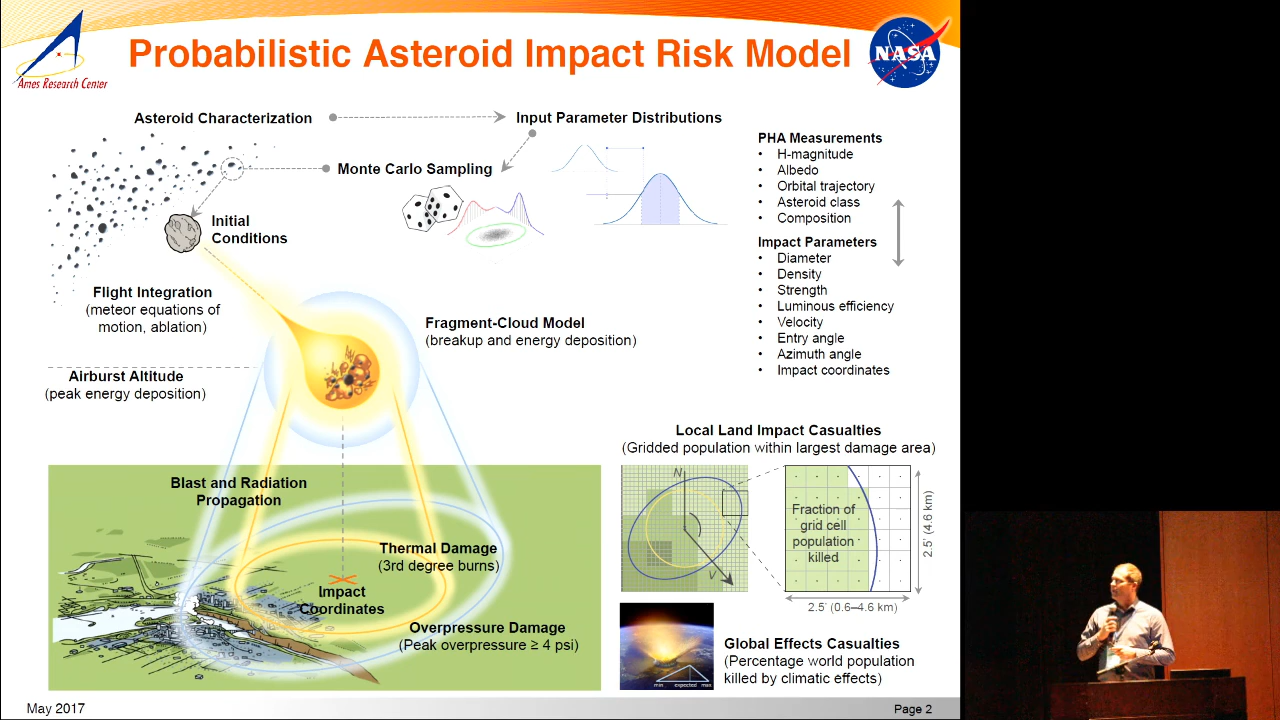 Probabilistic Asteroid Impact Risk Model
Ames Research Center
NASA
Asteroid Characterization
Input Parameter Distributions
Monte Carlo Sampling
Initial
Conditions
Flight Integration
(meteor equations of
motion, ablation)
Fragment-Cloud Model
(breakup and energy deposition)
Airburst Altitude
(peak energy deposition)
Blast and Radiation
Propagation
Thermal Damage
(3rd degree burns)
Impact
Coordinates
Overpressure Damage
(Peak overpressure ≥ 4 psi)
PHA Measurements
• H-magnitude
• Albedo
• Orbital trajectory
• Asteroid class
• Composition
Impact Parameters
• Diameter
• Density
• Strength
• Luminous efficiency
• Velocity
• Entry angle
• Azimuth angle
• Impact coordinates
Local Land Impact Casualties
(Gridded population within largest damage area)
N
V
Fraction of
grid cell
population
killed
2.5' (4.6 km)
2.5' (0.6–4.6 km)
min expected max
Global Effects Casualties
(Percentage world population
killed by climatic effects)
May 2017
Page 2